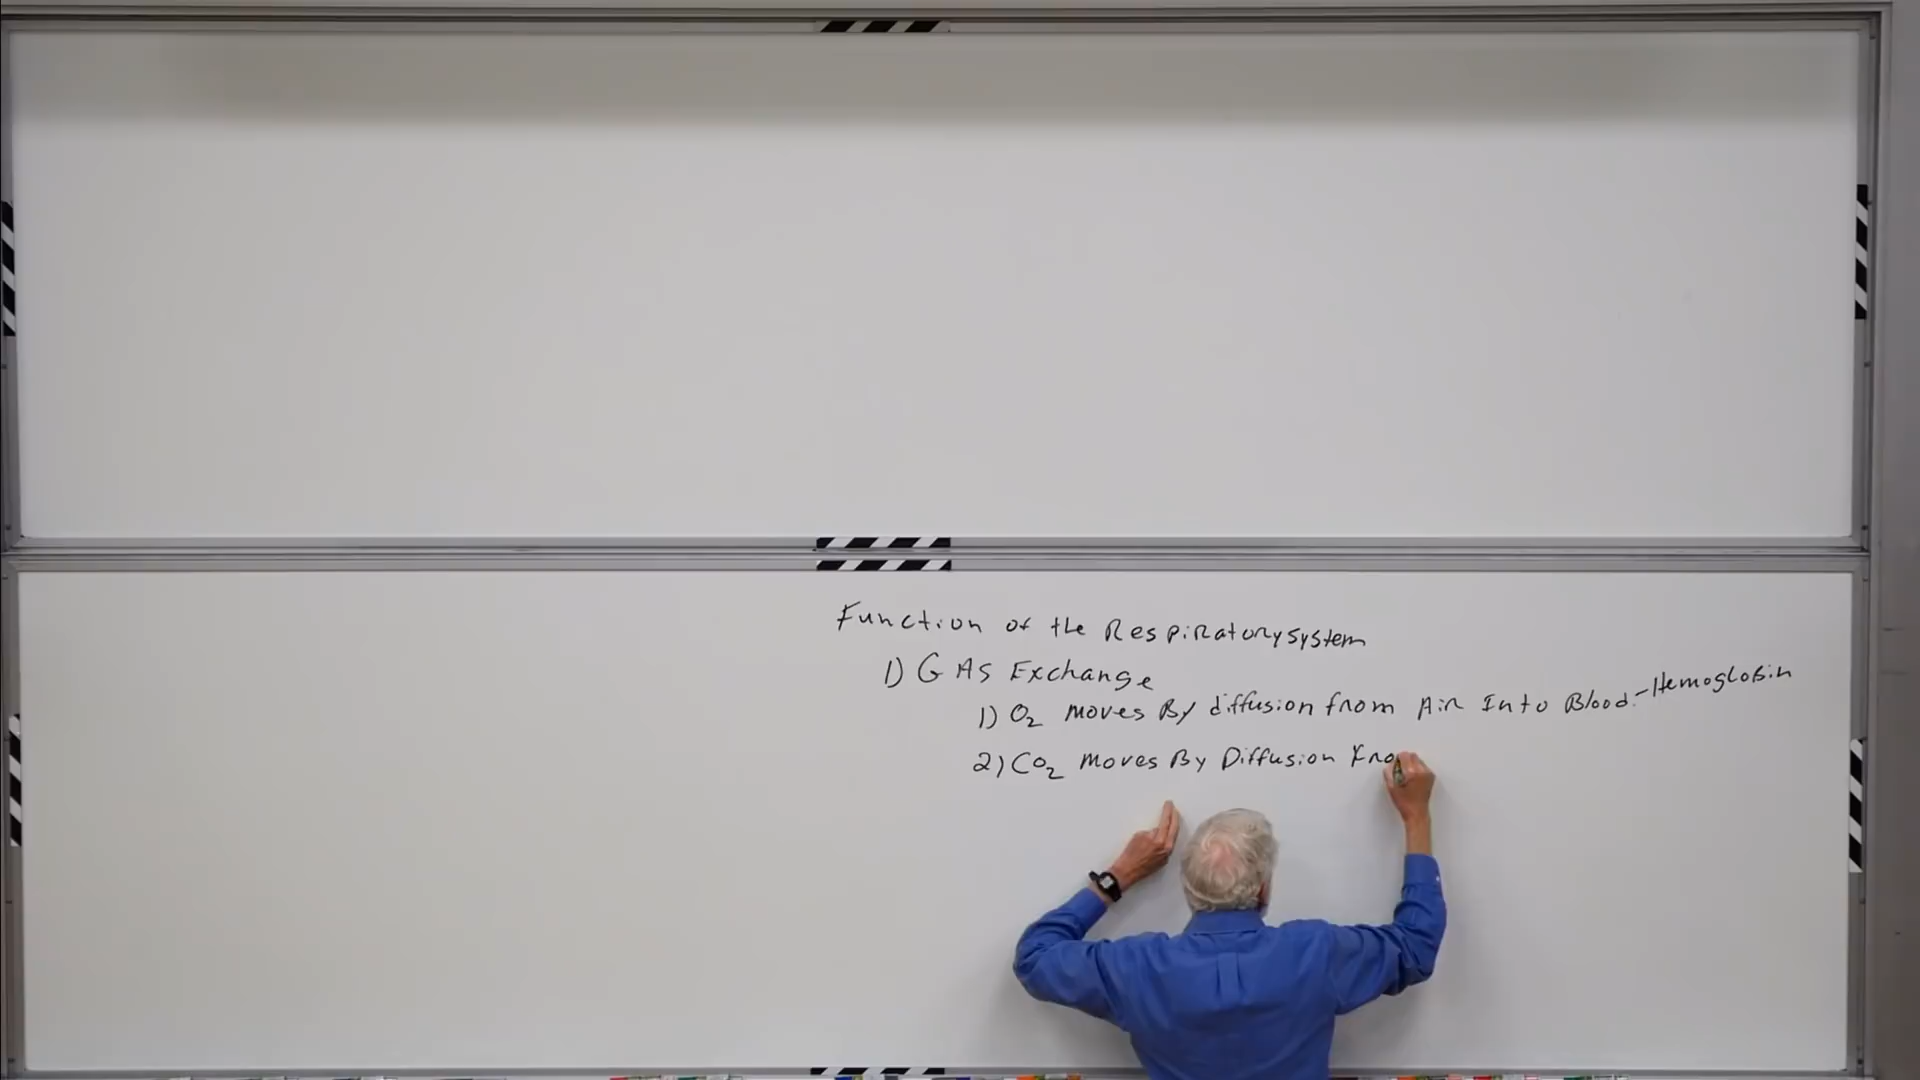 Function of the Respiratory system
1) GAS Exchange
1) O₂ moves By diffusion from Air Into Blood.-Hemoglobin
2) CO₂ moves By Diffusion Fro